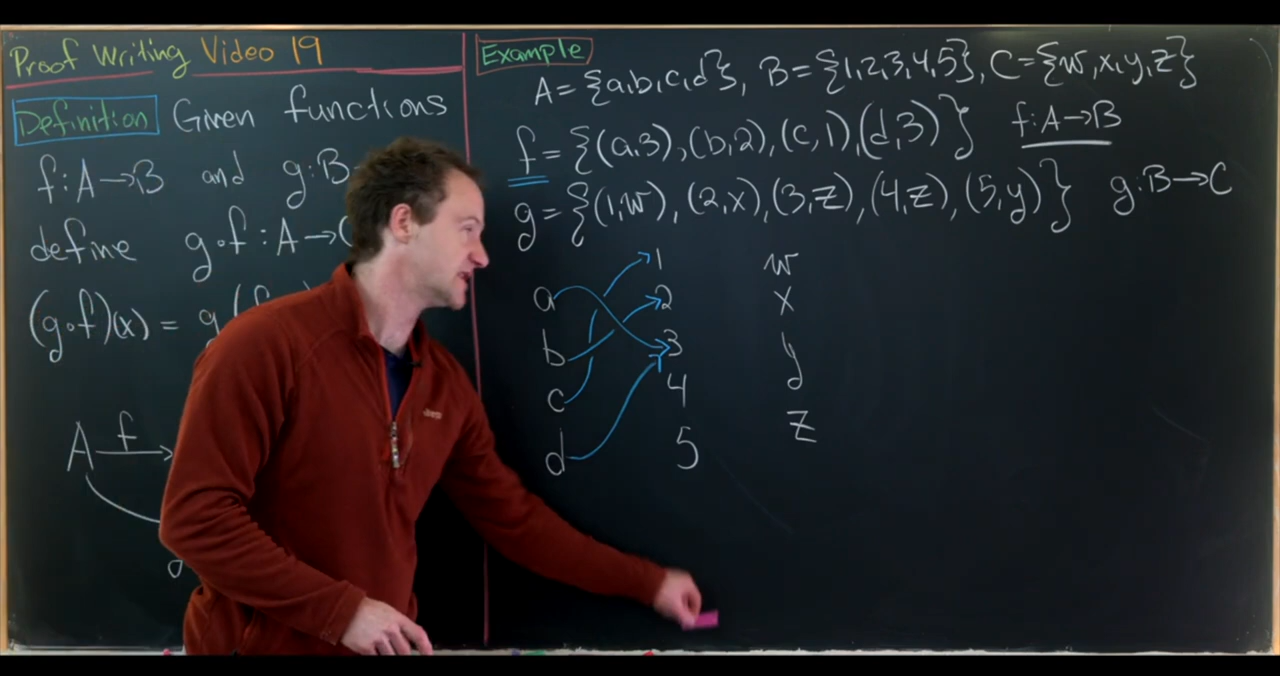 Proof Writing Video 19
Definition Given functions
f:A→B and g:B
define g∘f:A→
(g∘f)(x) = g(
A f →
Example
A={a,b,c,d}, B={1,2,3,4,5}, C={w,x,y,z}
f={(a,3),(b,2),(c,1),(d,3)} f:A→B
g={(1,w),(2,x),(3,z),(4,z),(5,y)} g:B→C
1 w
a 2 x
b 3 y
c 4 z
d 5